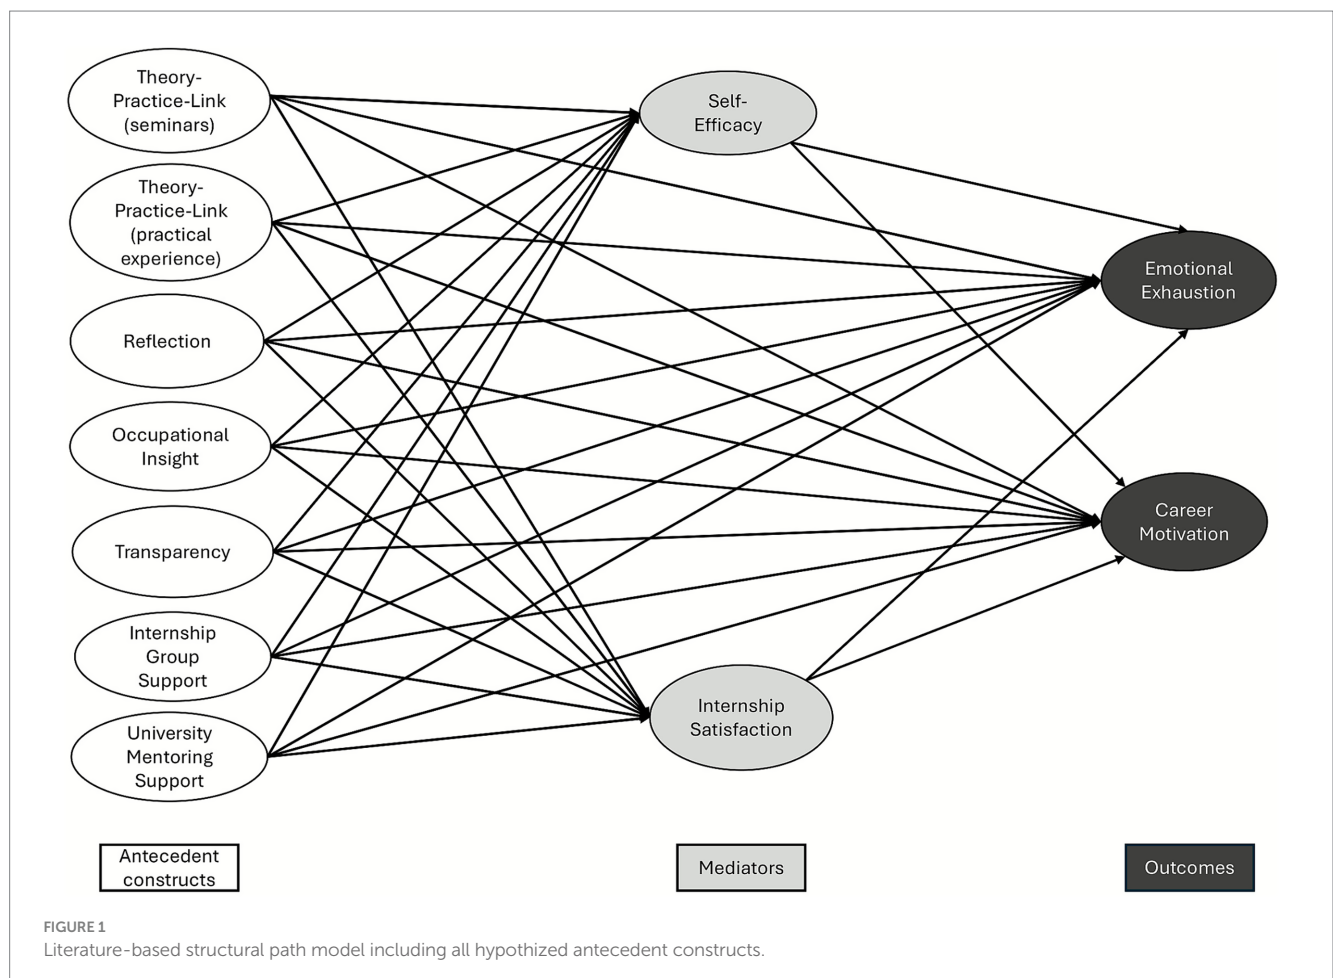 Theory-
Practice-Link
(seminars)
Theory-
Practice-Link
(practical
experience)
Reflection
Occupational
Insight
Transparency
Internship
Group
Support
University
Mentoring
Support
Self-
Efficacy
Internship
Satisfaction
Emotional
Exhaustion
Career
Motivation
Antecedent
constructs
Mediators
Outcomes
FIGURE 1
Literature-based structural path model including all hypothized antecedent constructs.